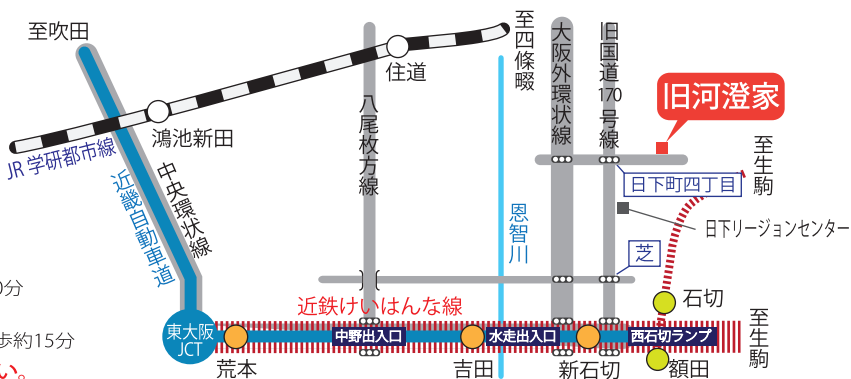 至吹田
至四條畷
大阪外環状線
旧国道170号線
住道
八尾枚方線
旧河澄家
鴻池新田
JR 学研都市線
中央環状線
近畿自動車道
至生駒
日下町四丁目
恩智川
日下リージョンセンター
芝
0分
石切
近鉄けいはんな線
東大阪
JCT
中野出入口
水走出入口
西石切ランプ
至生駒
歩約15分
荒本
吉田
新石切
額田
い。